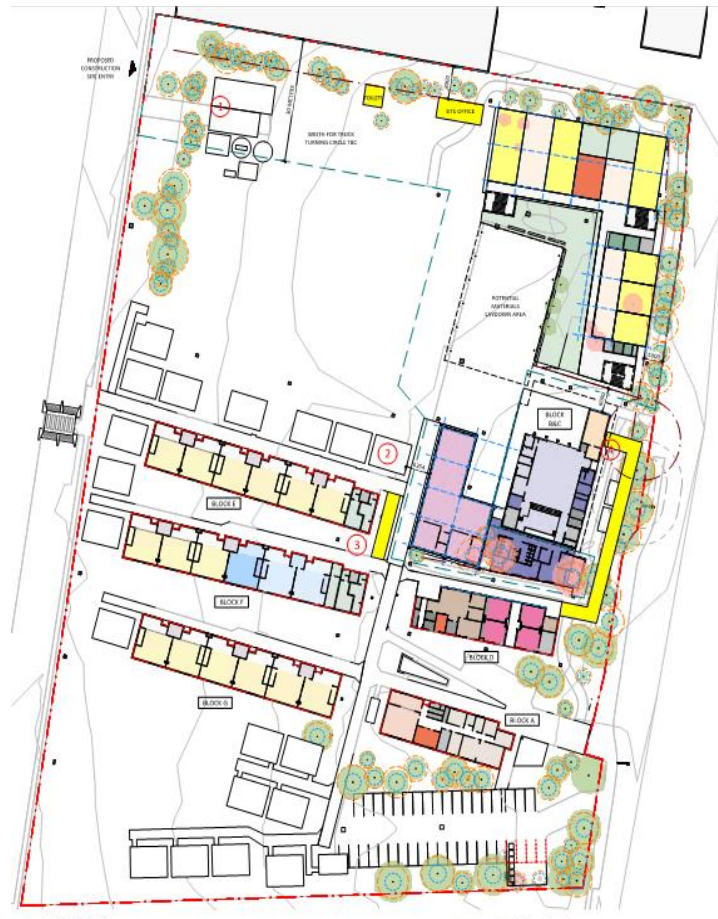 PROPOSED
CONSTRUCTION
SITE ENTRY
1
TOILETS
SITE OFFICE
WIDTH FOR TRUCK
TURNING CIRCLE TBC
POTENTIAL
MATERIALS
LAYDOWN AREA
BLOCK
B&C
2
BLOCK E
3
BLOCK F
BLOCK D
BLOCK G
BLOCK A